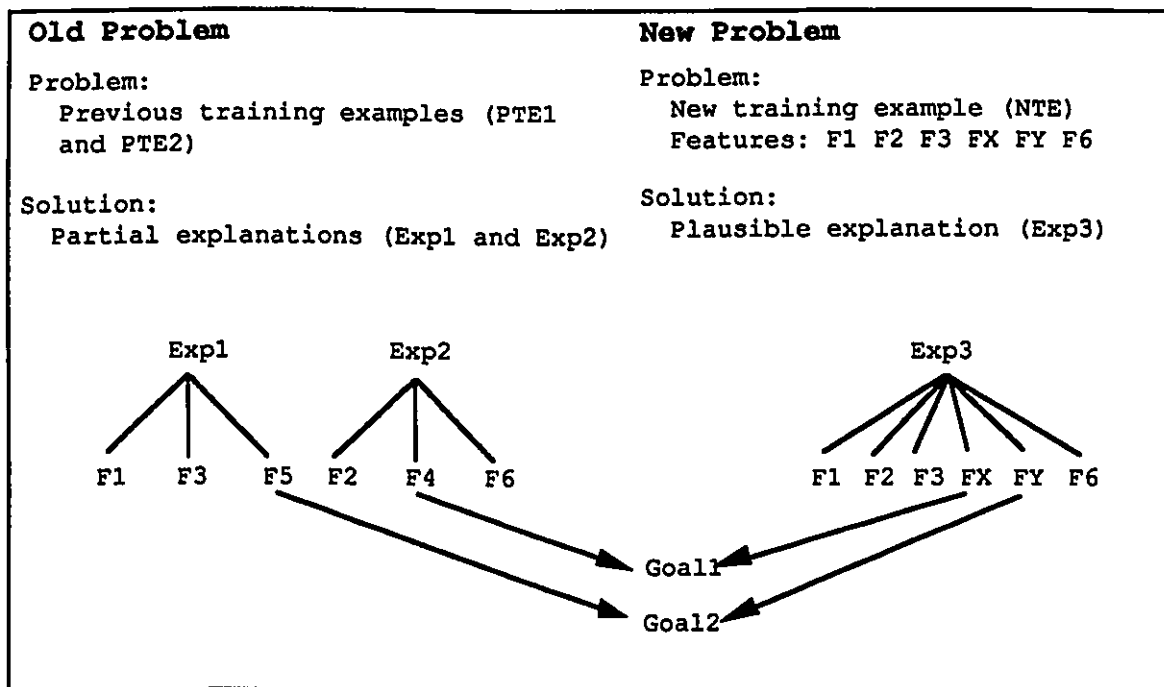 Old Problem
Problem:
Previous training examples (PTE1
and PTE2)
Solution:
Partial explanations (Exp1 and Exp2)
New Problem
Problem:
New training example (NTE)
Features: F1 F2 F3 FX FY F6
Solution:
Plausible explanation (Exp3)
Exp1 Exp2 Exp3
F1 F3 F5 F2 F4 F6 F1 F2 F3 FX FY F6
Goal1
Goal2